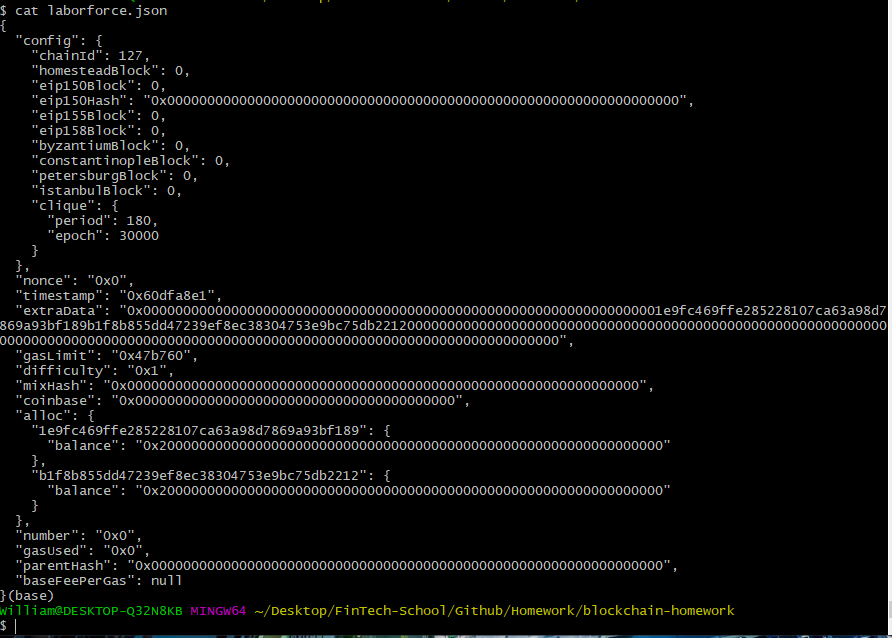 $ cat laborforce.json
{
  "config": {
    "chainId": 127,
    "homesteadBlock": 0,
    "eip150Block": 0,
    "eip150Hash": "0x0000000000000000000000000000000000000000000000000000000000000000",
    "eip155Block": 0,
    "eip158Block": 0,
    "byzantiumBlock": 0,
    "constantinopleBlock": 0,
    "petersburgBlock": 0,
    "istanbulBlock": 0,
    "clique": {
      "period": 180,
      "epoch": 30000
    }
  },
  "nonce": "0x0",
  "timestamp": "0x60dfa8e1",
  "extraData": "0x00000000000000000000000000000000000000000000000000000000000000001e9fc469ffe285228107ca63a98d7
869a93bf189b1f8b855dd47239ef8ec38304753e9bc75db2212000000000000000000000000000000000000000000000000000000000000
0000000000000000000000000000000000000000000000000000000000000000000000",
  "gasLimit": "0x47b760",
  "difficulty": "0x1",
  "mixHash": "0x0000000000000000000000000000000000000000000000000000000000000000",
  "coinbase": "0x0000000000000000000000000000000000000000",
  "alloc": {
    "1e9fc469ffe285228107ca63a98d7869a93bf189": {
      "balance": "0x200000000000000000000000000000000000000000000000000000000000000"
    },
    "b1f8b855dd47239ef8ec38304753e9bc75db2212": {
      "balance": "0x200000000000000000000000000000000000000000000000000000000000000"
    }
  },
  "number": "0x0",
  "gasUsed": "0x0",
  "parentHash": "0x0000000000000000000000000000000000000000000000000000000000000000",
  "baseFeePerGas": null
}(base)
william@DESKTOP-Q32N8KB MINGW64 ~/Desktop/FinTech-School/Github/Homework/blockchain-homework
$